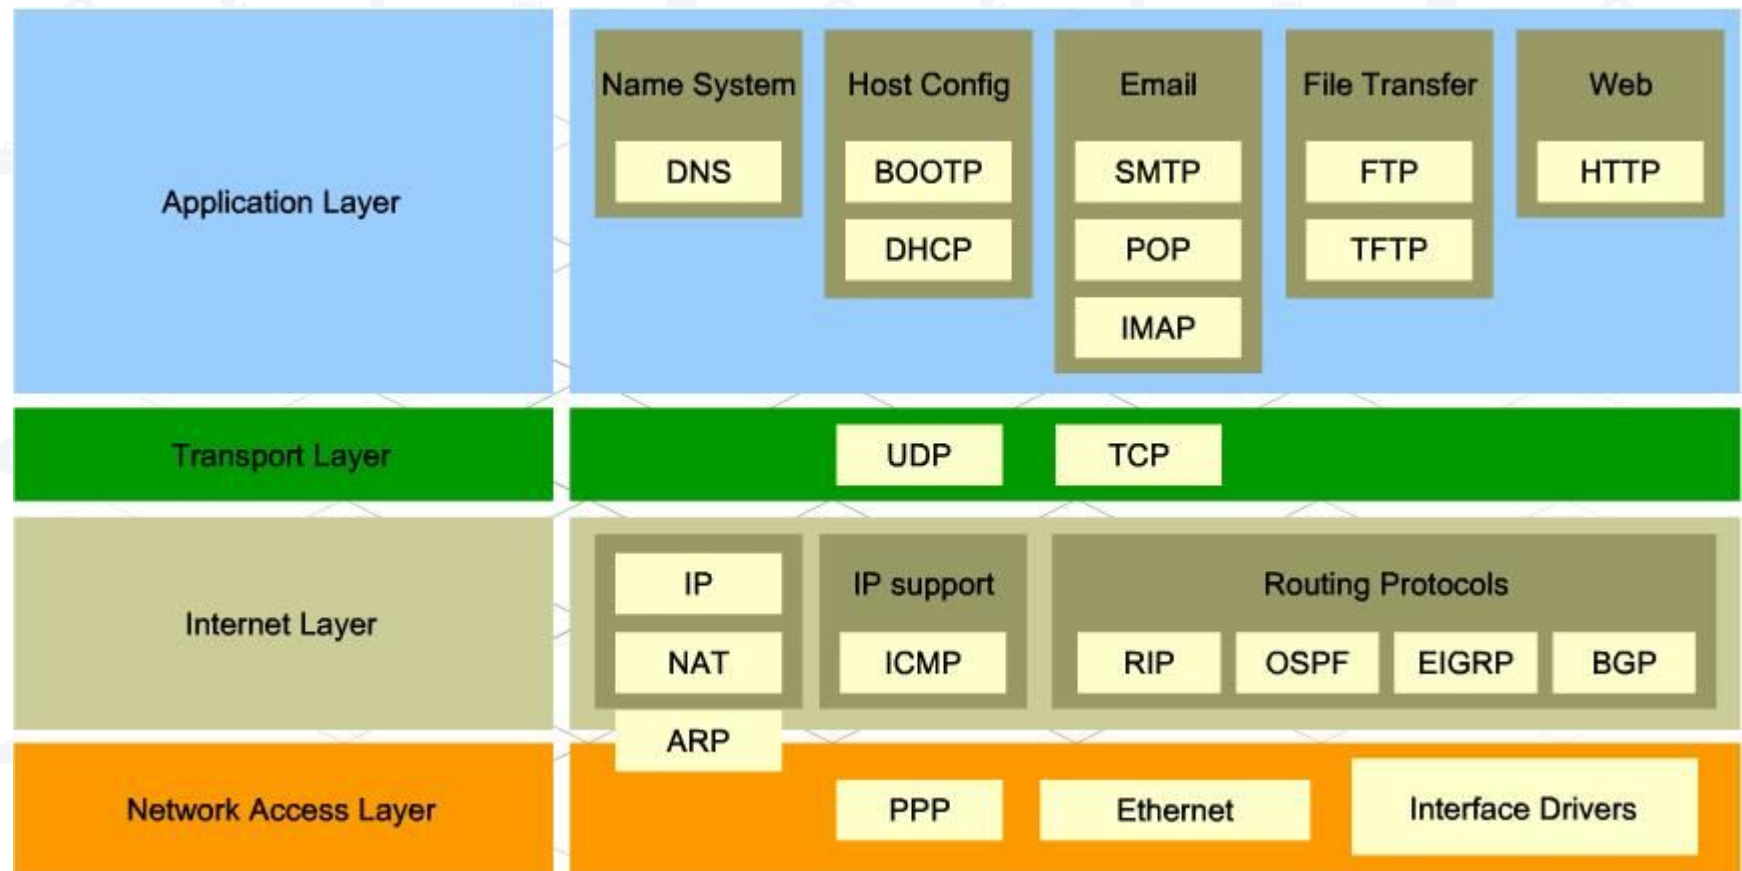 Application Layer
Name System
DNS
Host Config
BOOTP
DHCP
Email
SMTP
POP
IMAP
File Transfer
FTP
TFTP
Web
HTTP
Transport Layer
UDP
TCP
Internet Layer
IP
NAT
ARP
IP support
ICMP
Routing Protocols
RIP
OSPF
EIGRP
BGP
Network Access Layer
PPP
Ethernet
Interface Drivers